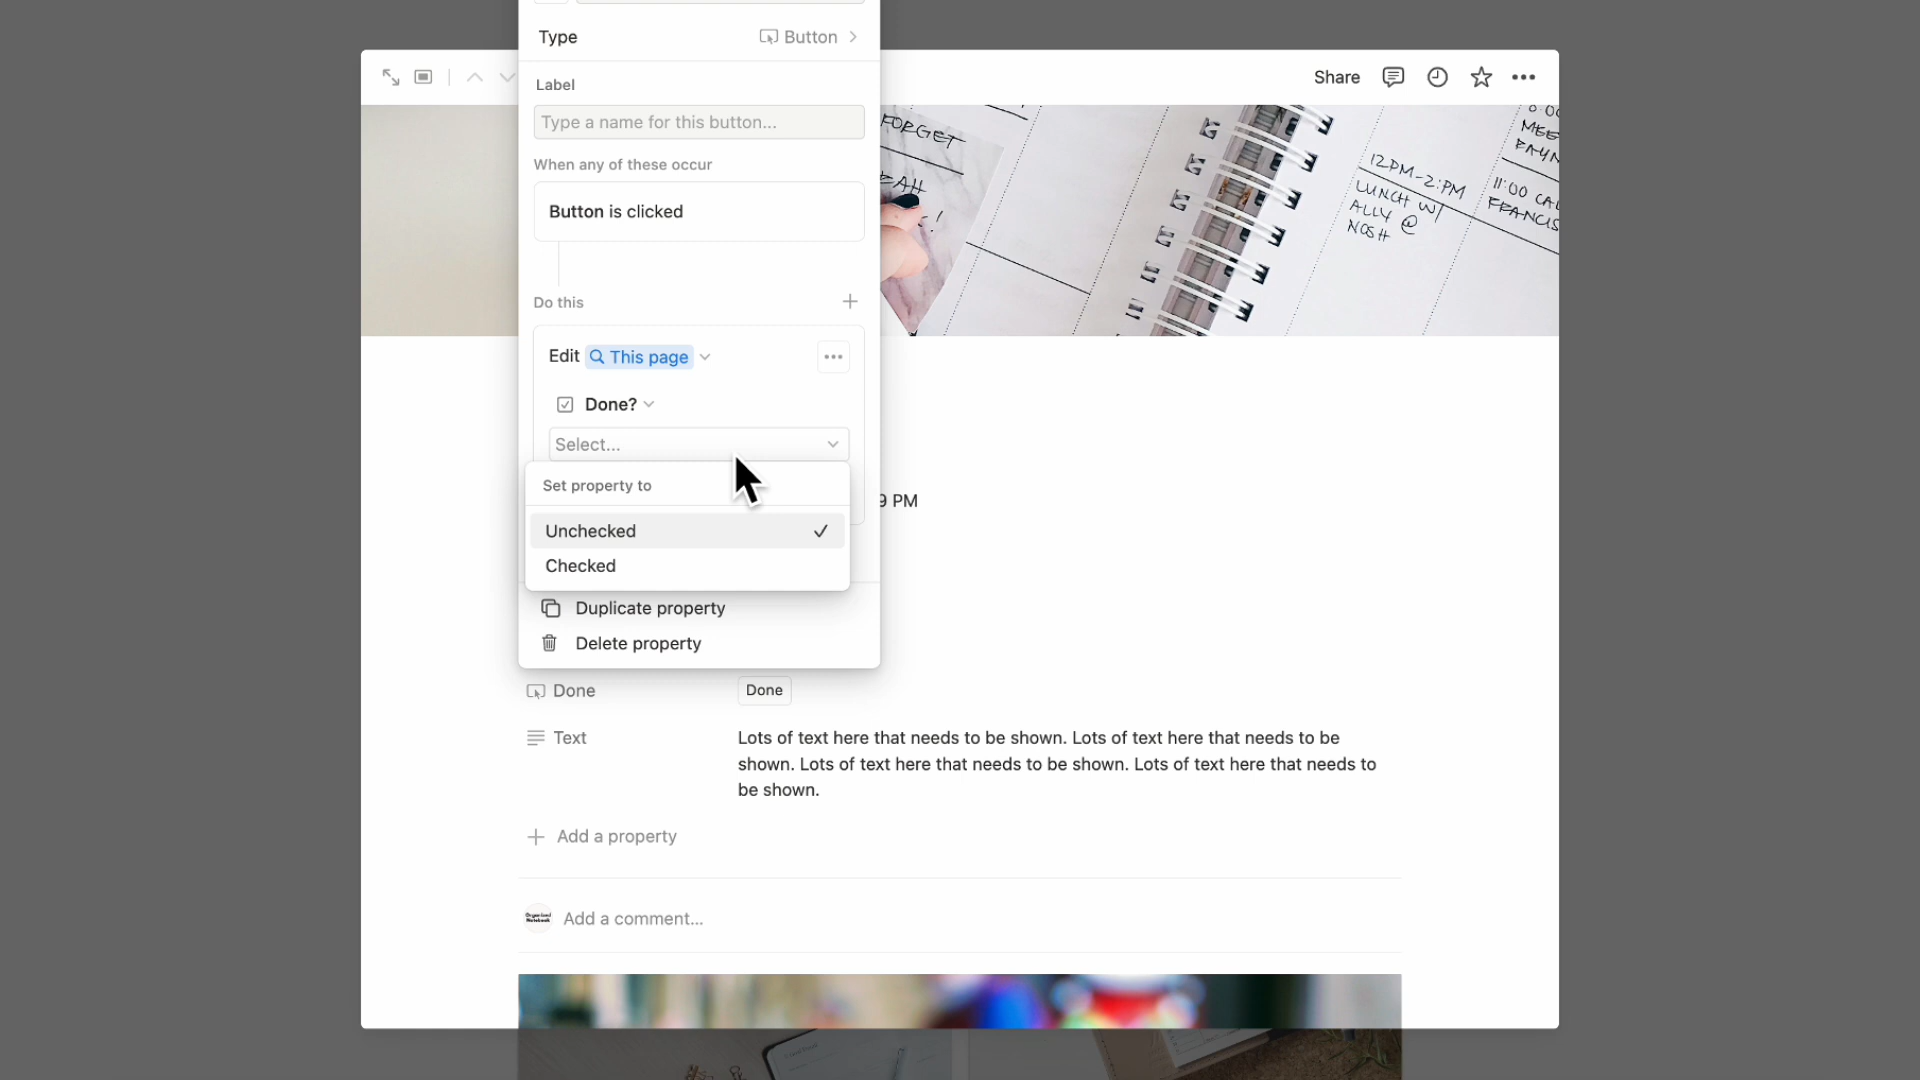 Type
Button
Share
Label
Type a name for this button...
When any of these occur
Button is clicked
Do this
Edit This page
Done?
Select...
Set property to
Unchecked
Checked
9 PM
Duplicate property
Delete property
Done
Done
Text
Lots of text here that needs to be shown. Lots of text here that needs to be
shown. Lots of text here that needs to be shown. Lots of text here that needs to
be shown.
Add a property
Organized
Notebook
Add a comment...
FORGET
12PM-2:PM
LUNCH W/
ALLY @
NOSH
11:00